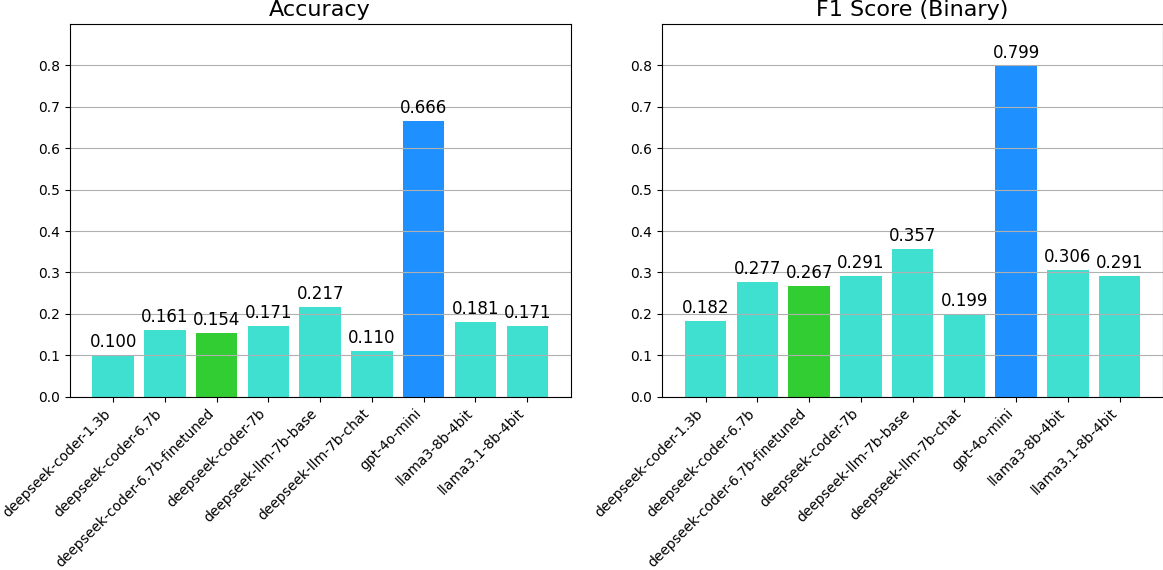 Accuracy
0.8
0.7
0.6
0.5
0.4
0.3
0.2
0.1
0.0
0.100
0.161
0.154
0.171
0.217
0.110
0.666
0.181
0.171
deepseek-coder-1.3b
deepseek-coder-6.7b
deepseek-coder-6.7b-finetuned
deepseek-coder-7b
deepseek-llm-7b-base
deepseek-llm-7b-chat
gpt-4o-mini
llama3-8b-4bit
llama3.1-8b-4bit
F1 Score (Binary)
0.8
0.7
0.6
0.5
0.4
0.3
0.2
0.1
0.0
0.182
0.277
0.267
0.291
0.357
0.199
0.799
0.306
0.291
deepseek-coder-1.3b
deepseek-coder-6.7b
deepseek-coder-6.7b-finetuned
deepseek-coder-7b
deepseek-llm-7b-base
deepseek-llm-7b-chat
gpt-4o-mini
llama3-8b-4bit
llama3.1-8b-4bit